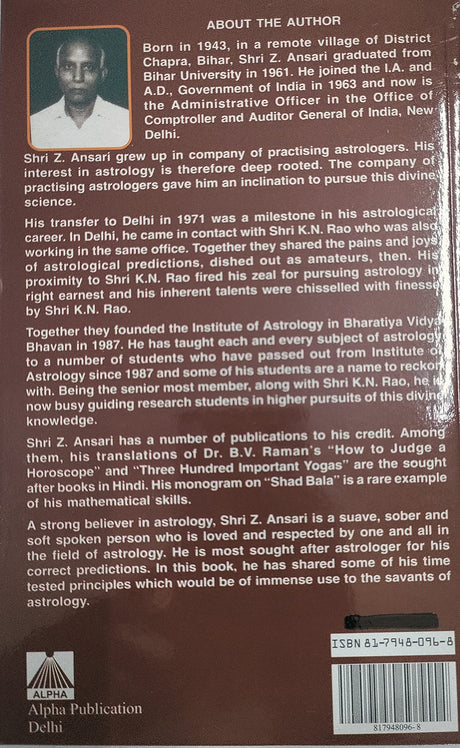 ABOUT THE AUTHOR
Born in 1943, in a remote village of District
Chapra, Bihar, Shri Z. Ansari graduated from
Bihar University in 1961. He joined the I.A. and
A.D., Government of India in 1963 and now is
the Administrative Officer in the Office of
Comptroller and Auditor General of India, New
Delhi.
Shri Z. Ansari grew up in company of practising astrologers. His
interest in astrology is therefore deep rooted. The company of
practising astrologers gave him an inclination to pursue this divine
science.
His transfer to Delhi in 1971 was a milestone in his astrological
career. In Delhi, he came in contact with Shri K.N. Rao who was also
working in the same office. Together they shared the pains and joys
of astrological predictions, dished out as amateurs, then. His
proximity to Shri K.N. Rao fired his zeal for pursuing astrology in
right earnest and his inherent talents were chisselled with finesse
by Shri K.N. Rao.
Together they founded the Institute of Astrology in Bharatiya Vidya
Bhavan in 1987. He has taught each and every subject of astrology
to a number of students who have passed out from Institute of
Astrology since 1987 and some of his students are a name to reckon
with. Being the senior most member, along with Shri K.N. Rao, he is
now busy guiding research students in higher pursuits of this divine
knowledge.
Shri Z. Ansari has a number of publications to his credit. Among
them, his translations of Dr. B.V. Raman's "How to Judge a
Horoscope" and "Three Hundred Important Yogas" are the sought
after books in Hindi. His monogram on "Shad Bala" is a rare example
of his mathematical skills.
A strong believer in astrology, Shri Z. Ansari is a suave, sober and
soft spoken person who is loved and respected by one and all in
the field of astrology. He is most sought after astrologer for his
correct predictions. In this book, he has shared some of his time
tested principles which would be of immense use to the savants of
astrology.
ISBN 81-7948-096-8
817948096-8
ALPHA
Alpha Publication
Delhi